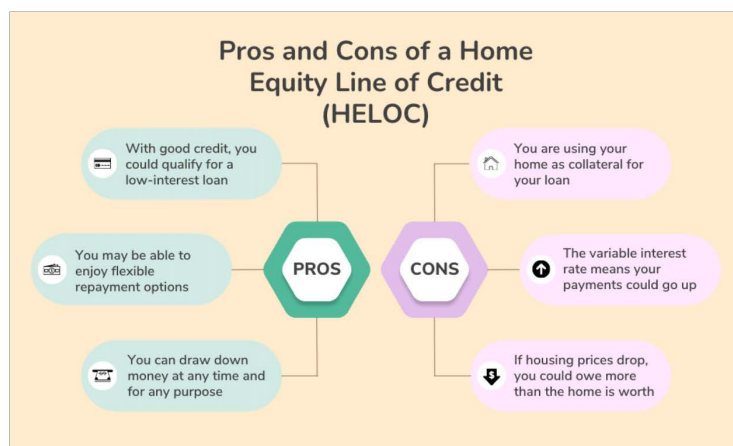 Pros and Cons of a Home
Equity Line of Credit
(HELOC)
With good credit, you
could qualify for a
low-interest loan
You may be able to
enjoy flexible
repayment options
You can draw down
money at any time and
for any purpose
PROS
CONS
You are using your
home as collateral for
your loan
The variable interest
rate means your
payments could go up
If housing prices drop,
you could owe more
than the home is worth